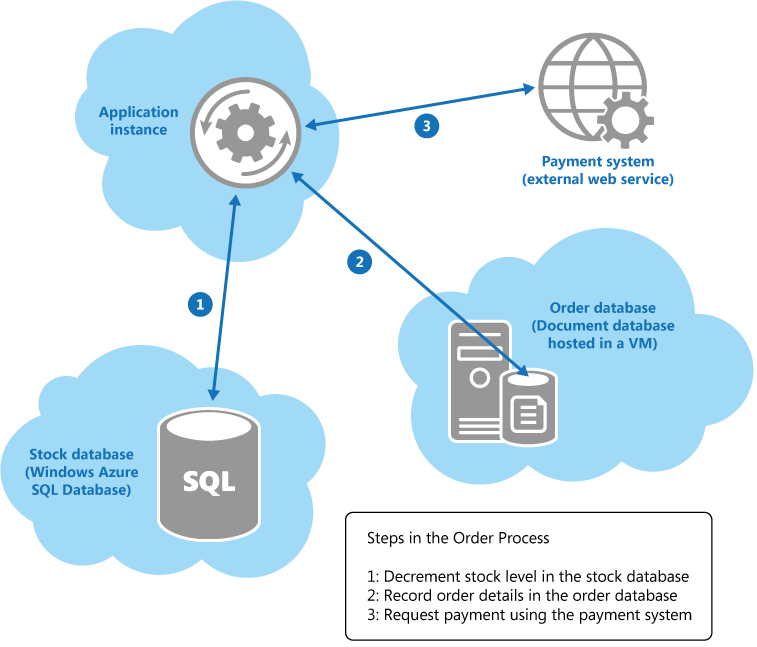 Application
instance
3
Payment system
(external web service)
2
1
Order database
(Document database
hosted in a VM)
Stock database
(Windows Azure
SQL Database)
SQL
Steps in the Order Process
1: Decrement stock level in the stock database
2: Record order details in the order database
3: Request payment using the payment system